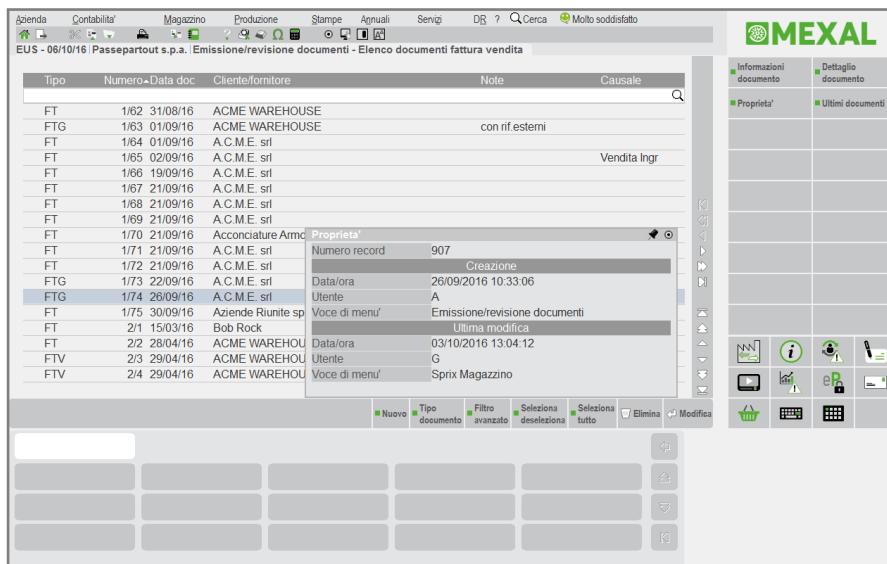 Azienda Contabilita' Magazzino Produzione Stampe Annuali Servizi DR ? Cerca Molto soddisfatto
EUS - 06/10/16 Passepartout s.p.a. Emissione/revisione documenti - Elenco documenti fattura vendita
MEXAL
Informazioni documento
Dettaglio documento
Proprieta'
Ultimi documenti
Tipo Numero Data doc Cliente/fornitore Note Causale
FT 1/62 31/08/16 ACME WAREHOUSE
FTG 1/63 01/09/16 ACME WAREHOUSE con rif.esterni
FT 1/64 01/09/16 A.C.M.E. srl
FT 1/65 02/09/16 A.C.M.E. srl Vendita Ingr
FT 1/66 19/09/16 A.C.M.E. srl
FT 1/67 21/09/16 A.C.M.E. srl
FT 1/68 21/09/16 A.C.M.E. srl
FT 1/69 21/09/16 A.C.M.E. srl
FT 1/70 21/09/16 Acconciature Armo
FT 1/71 21/09/16 A.C.M.E. srl
FT 1/72 21/09/16 A.C.M.E. srl
FTG 1/73 22/09/16 A.C.M.E. srl
FTG 1/74 26/09/16 A.C.M.E. srl
FT 1/75 30/09/16 Aziende Riunite sp
FT 2/1 15/03/16 Bob Rock
FT 2/2 28/04/16 ACME WAREHOU
FTV 2/3 29/04/16 ACME WAREHOU
FTV 2/4 29/04/16 ACME WAREHOU
Proprieta'
Numero record 907
Creazione
Data/ora 26/09/2016 10:33:06
Utente A
Voce di menu' Emissione/revisione documenti
Ultima modifica
Data/ora 03/10/2016 13:04:12
Utente G
Voce di menu' Sprix Magazzino
Nuovo
Tipo documento
Filtro avanzato
Seleziona deseleziona
Seleziona tutto
Elimina
Modifica